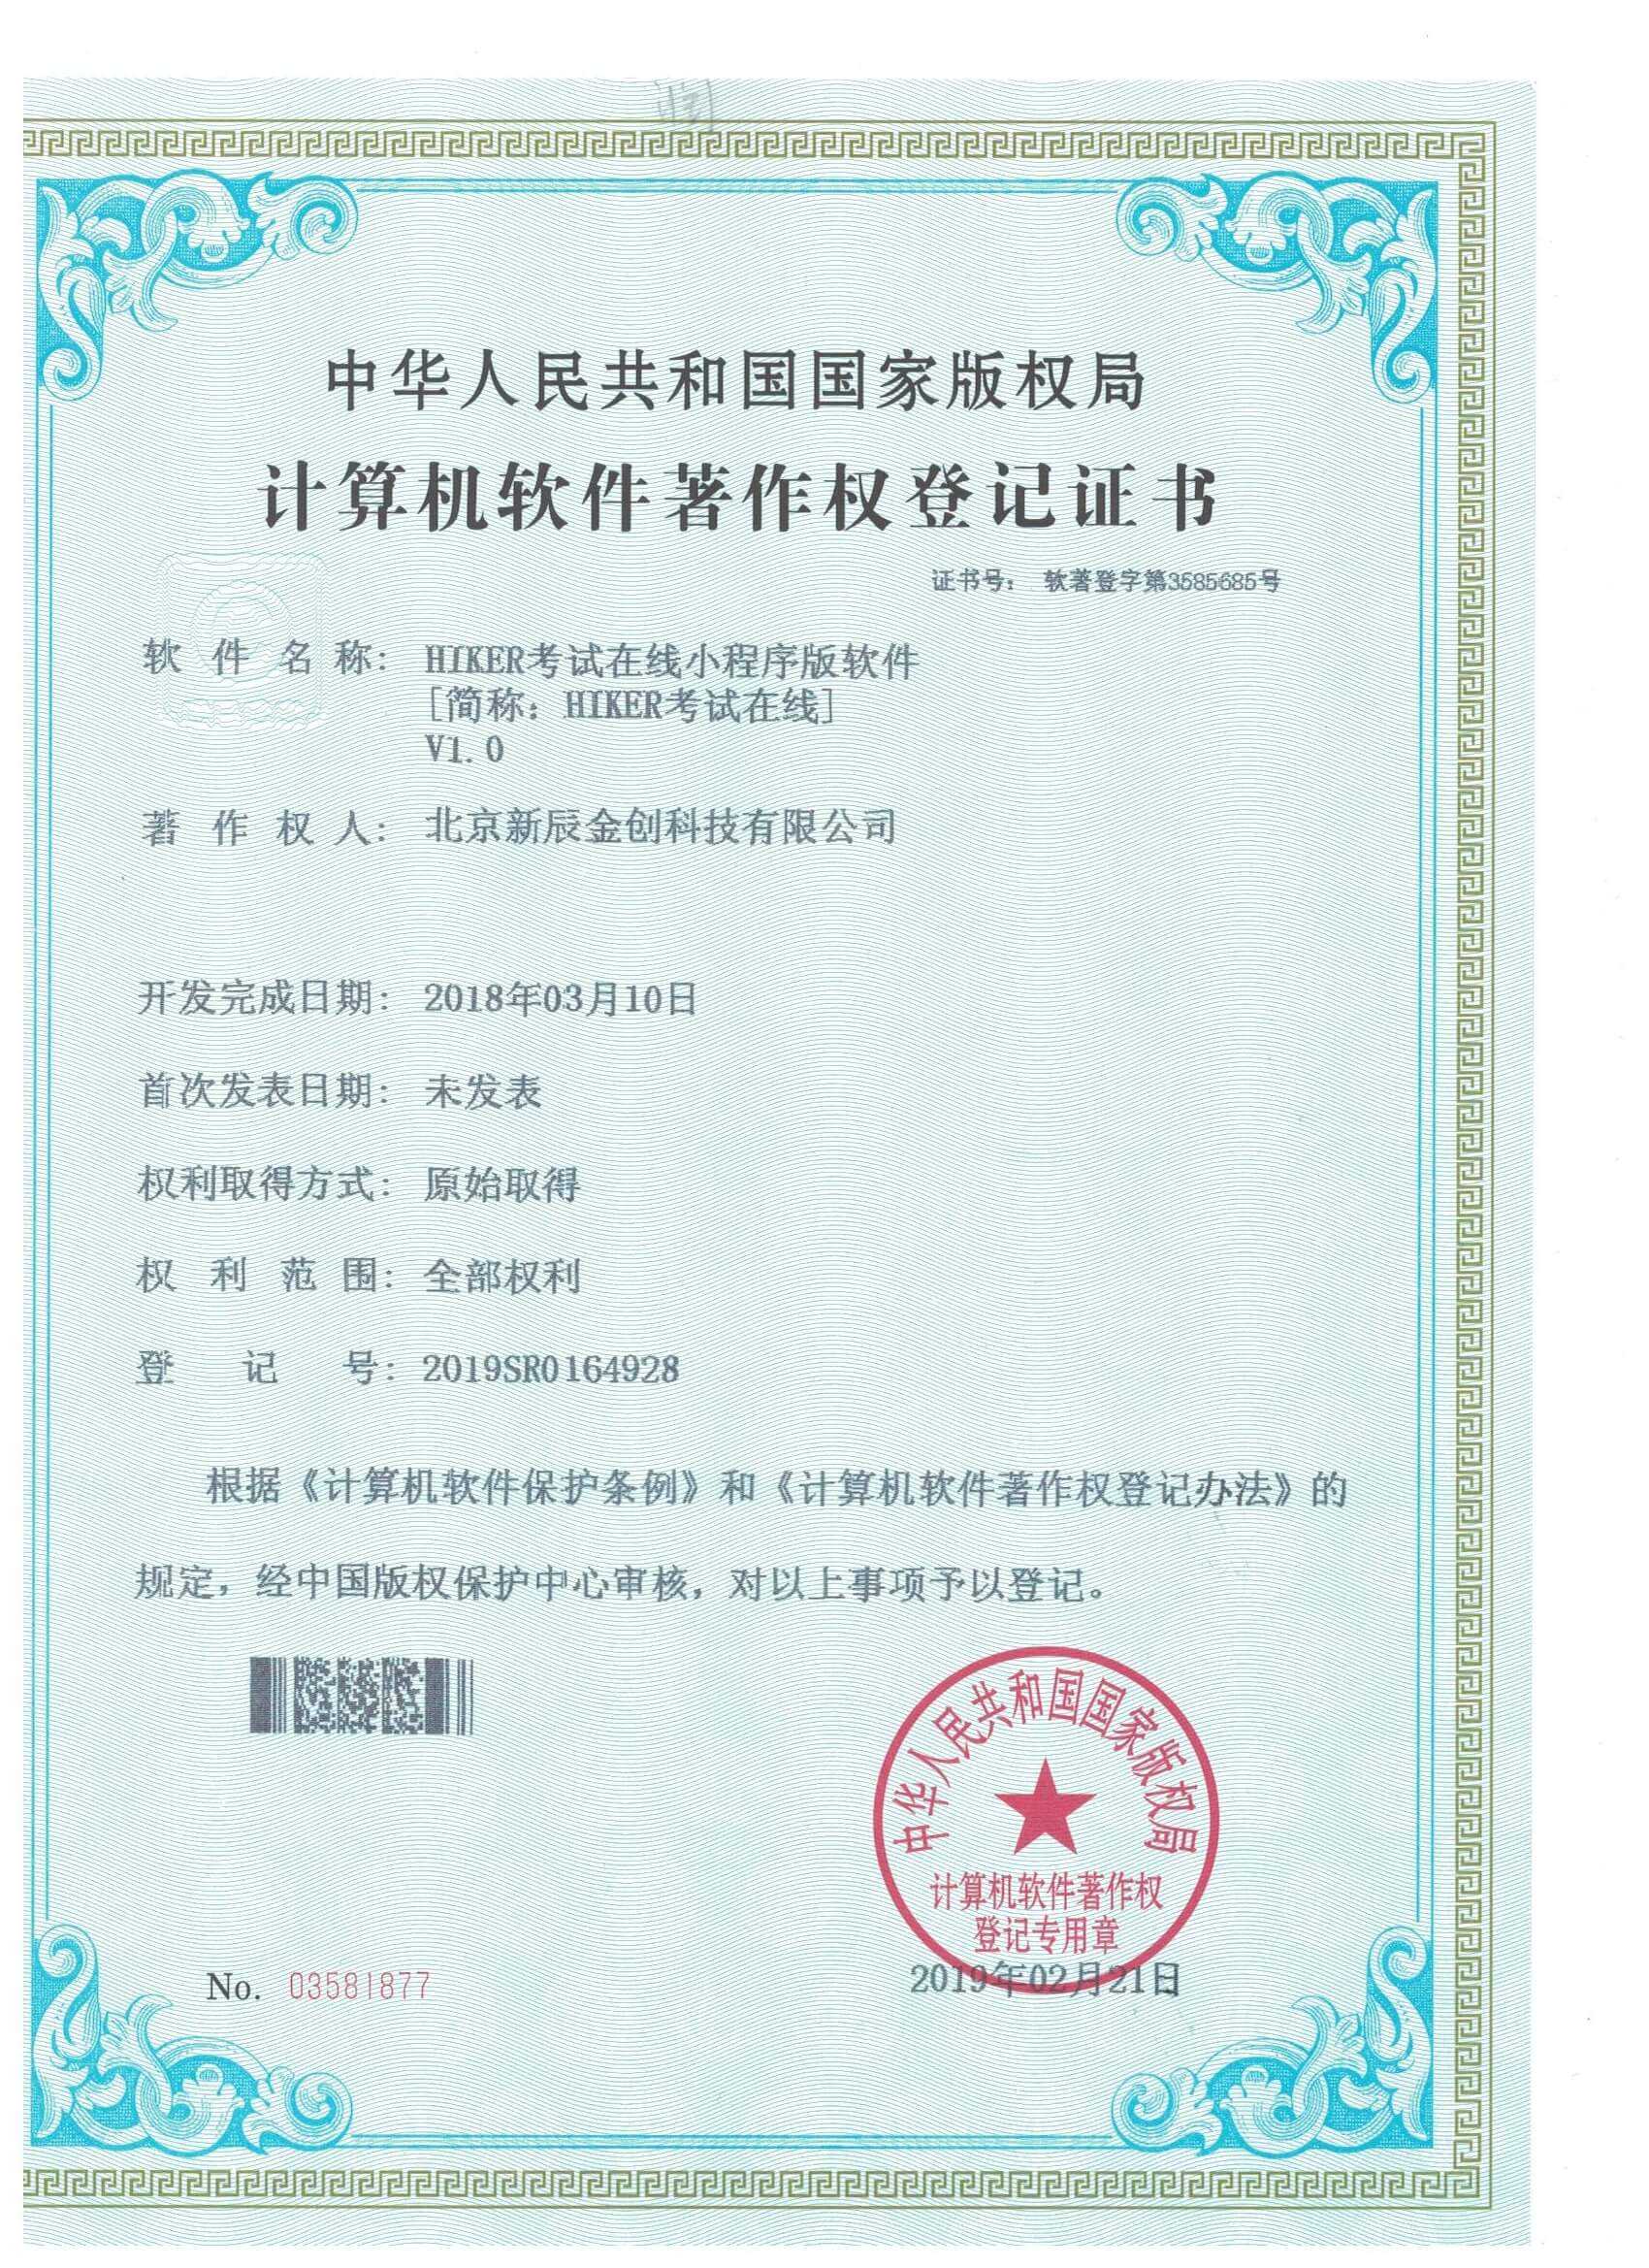 中华人民共和国国家版权局
计算机软件著作权登记证书
证书号： 软著登字第3585685号
软件名称： HIKER考试在线小程序版软件
[简称：HIKER考试在线]
V1.0
著作权人： 北京新辰金创科技有限公司
开发完成日期： 2018年03月10日
首次发表日期： 未发表
权利取得方式： 原始取得
权利范围： 全部权利
登记号： 2019SR0164928
根据《计算机软件保护条例》和《计算机软件著作权登记办法》的
规定，经中国版权保护中心审核，对以上事项予以登记。
中华人民共和国国家版权局
计算机软件著作权
登记专用章
No. 03581877
2019年02月21日